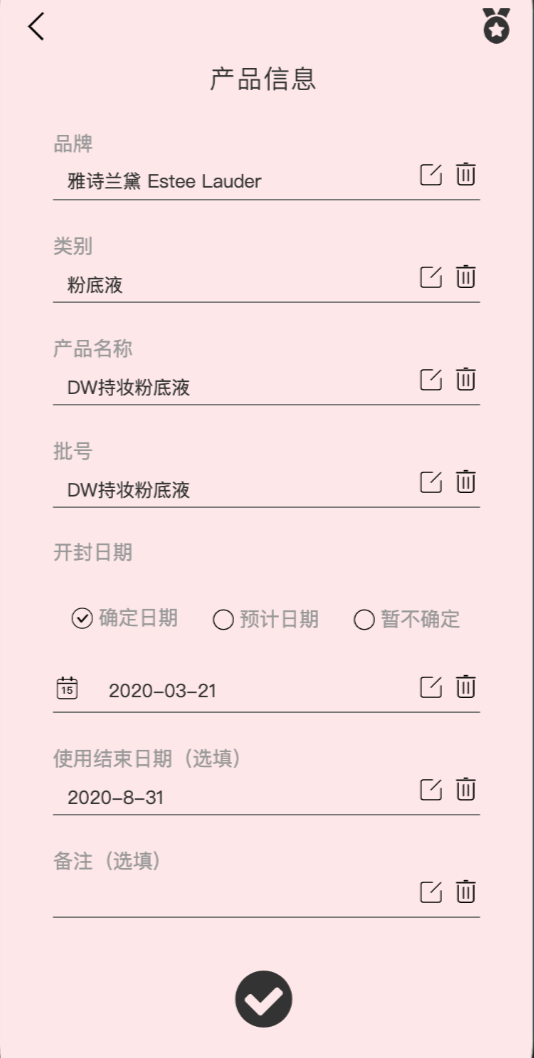 产品信息
品牌
雅诗兰黛 Estee Lauder
类别
粉底液
产品名称
DW持妆粉底液
批号
DW持妆粉底液
开封日期
确定日期 预计日期 暂不确定
15 2020-03-21
使用结束日期（选填）
2020-8-31
备注（选填）